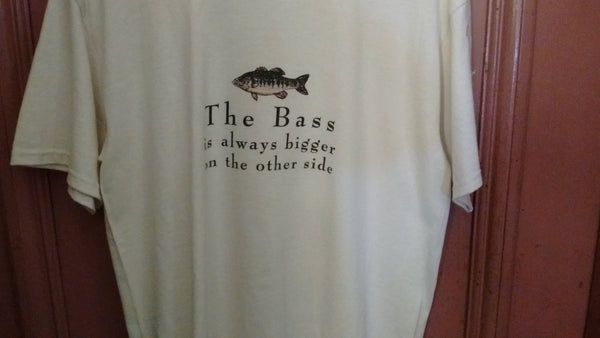 The Bass
is always bigger
on the other side